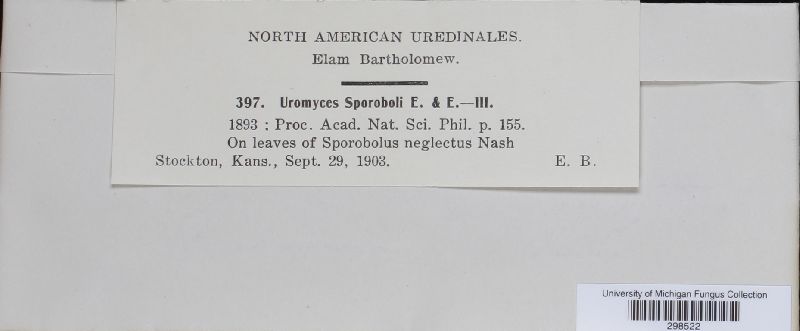 NORTH AMERICAN UREDINALES.
Elam Bartholomew.
397. Uromyces Sporoboli E. & E.—III.
1893 : Proc. Acad. Nat. Sci. Phil. p. 155.
On leaves of Sporobolus neglectus Nash
Stockton, Kans., Sept. 29, 1903. E. B.
University of Michigan Fungus Collection
298522